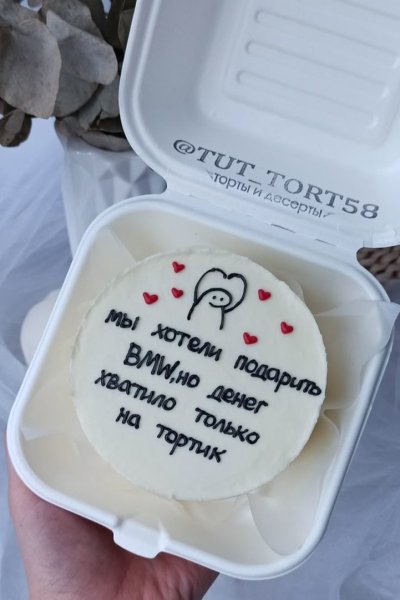 @TUT_TORT58
торты и десерты
мы хотели подарить
BMW, но денег
хватило только
на тортик